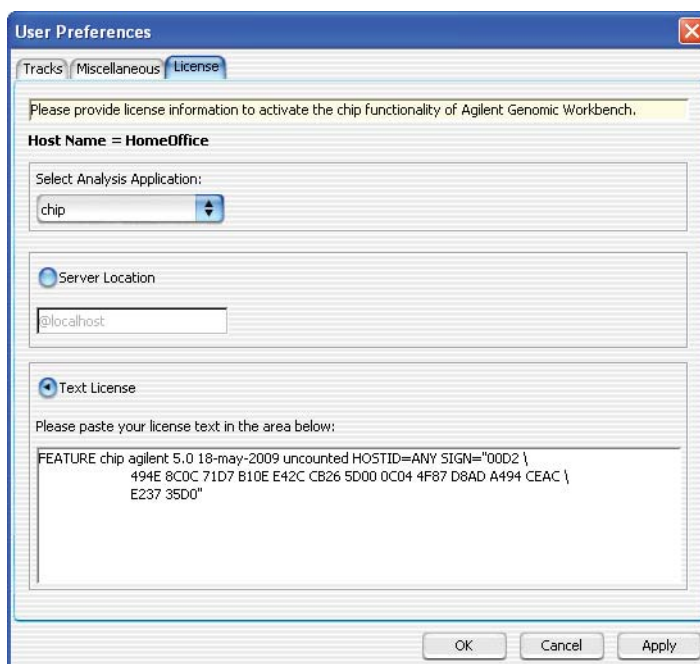 User Preferences
Tracks Miscellaneous License
Please provide license information to activate the chip functionality of Agilent Genomic Workbench.
Host Name = HomeOffice
Select Analysis Application:
chip
Server Location
@localhost
Text License
Please paste your license text in the area below:
FEATURE chip agilent 5.0 18-may-2009 uncounted HOSTID=ANY SIGN="00D2 \
494E 8C0C 71D7 B10E E42C CB26 5D00 0C04 4F87 D8AD A494 CEAC \
E237 35D0"
OK Cancel Apply